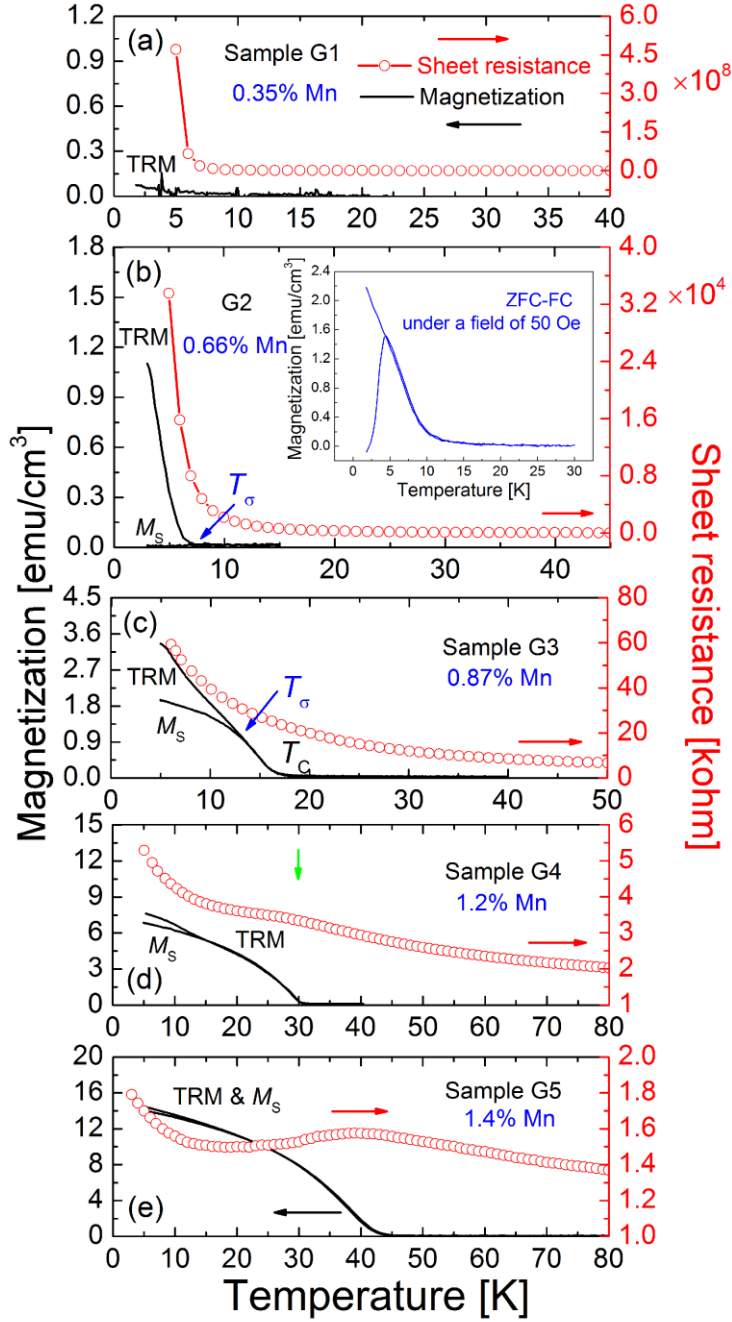 Magnetization [emu/cm³]
Sheet resistance [kohm]
(a)
Sample G1
0.35% Mn
Sheet resistance
Magnetization
×10⁸
TRM
1.2
0.9
0.6
0.3
0.0
6.0
4.5
3.0
1.5
0.0
5 10 15 20 25 30 35 40
(b)
G2
0.66% Mn
TRM
Tσ
MS
×10⁴
1.8
1.5
1.2
0.9
0.6
0.3
0.0
4.0
3.2
2.4
1.6
0.8
0.0
0 10 20 30 40
ZFC-FC
under a field of 50 Oe
Magnetization [emu/cm³]
2.4
2.0
1.6
1.2
0.8
0.4
0.0
0 5 10 15 20 25 30
Temperature [K]
(c)
Sample G3
0.87% Mn
TRM
Tσ
MS
TC
4.5
3.6
2.7
1.8
0.9
0.0
80
60
40
20
0
10 20 30 40 50
(d)
Sample G4
1.2% Mn
TRM
MS
15
12
9
6
3
0
6
5
4
3
2
1
0 10 20 30 40 50 60 70 80
(e)
TRM & MS
Sample G5
1.4% Mn
20
16
12
8
4
0
2.0
1.8
1.6
1.4
1.2
1.0
0 10 20 30 40 50 60 70 80
Temperature [K]